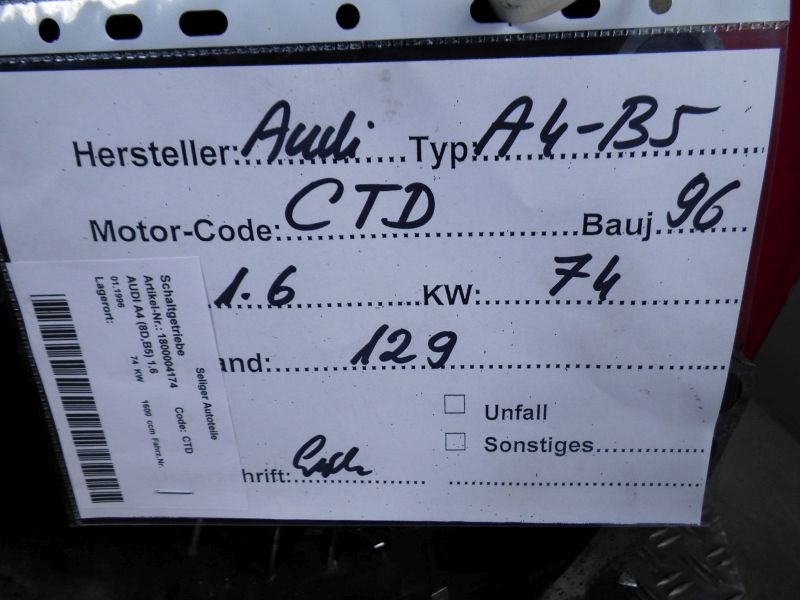 Hersteller: Audi Typ: A4-B5
Motor-Code: CTD Bauj. 96
1.6 KW: 74
and: 129
Unfall
Sonstiges
hrift:
Seliger Autoteile
Schaltgetriebe Code: CTD
Artikel-Nr.: 1800004174
AUDI A4 (8D,B5) 1,6
01.1996 74 KW 1600 ccm Fahrz.Nr.
Lagerort: